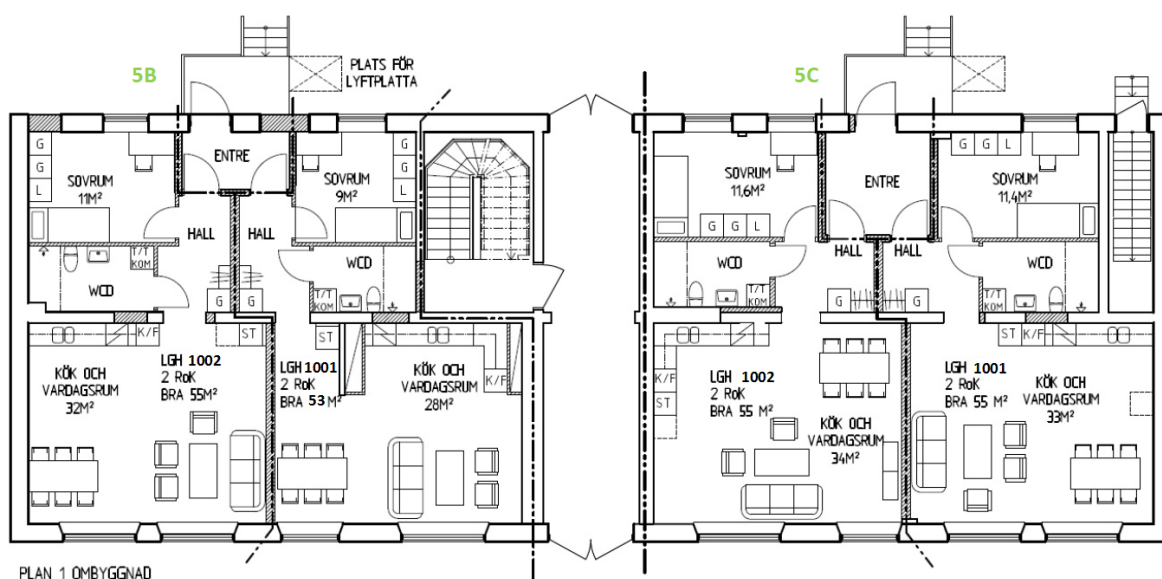 5B
PLATS FÖR
LYFTPLATTA
5C
G
G
L
SOVRUM
11M²
ENTRE
SOVRUM
9M²
G
G
L
SOVRUM
11,6M²
G G L
ENTRE
G G L
SOVRUM
11,4M²
HALL
HALL
T/T
KOM
WCD
G
G
WCD
T/T
KOM
HALL
HALL
WCD
T/T
KOM
G
G
WCD
T/T
KOM
K/F
ST
ST
K/F
K/F
ST
ST
K/F
KÖK OCH
VARDAGSRUM
32M²
LGH 1002
2 RoK
BRA 55M²
LGH 1001
2 RoK
BRA 53 M²
KÖK OCH
VARDAGSRUM
28M²
LGH 1002
2 RoK
BRA 55 M²
KÖK OCH
VARDAGSRUM
34M²
LGH 1001
2 RoK
BRA 55 M²
KÖK OCH
VARDAGSRUM
33M²
PLAN 1 OMBYGGNAD